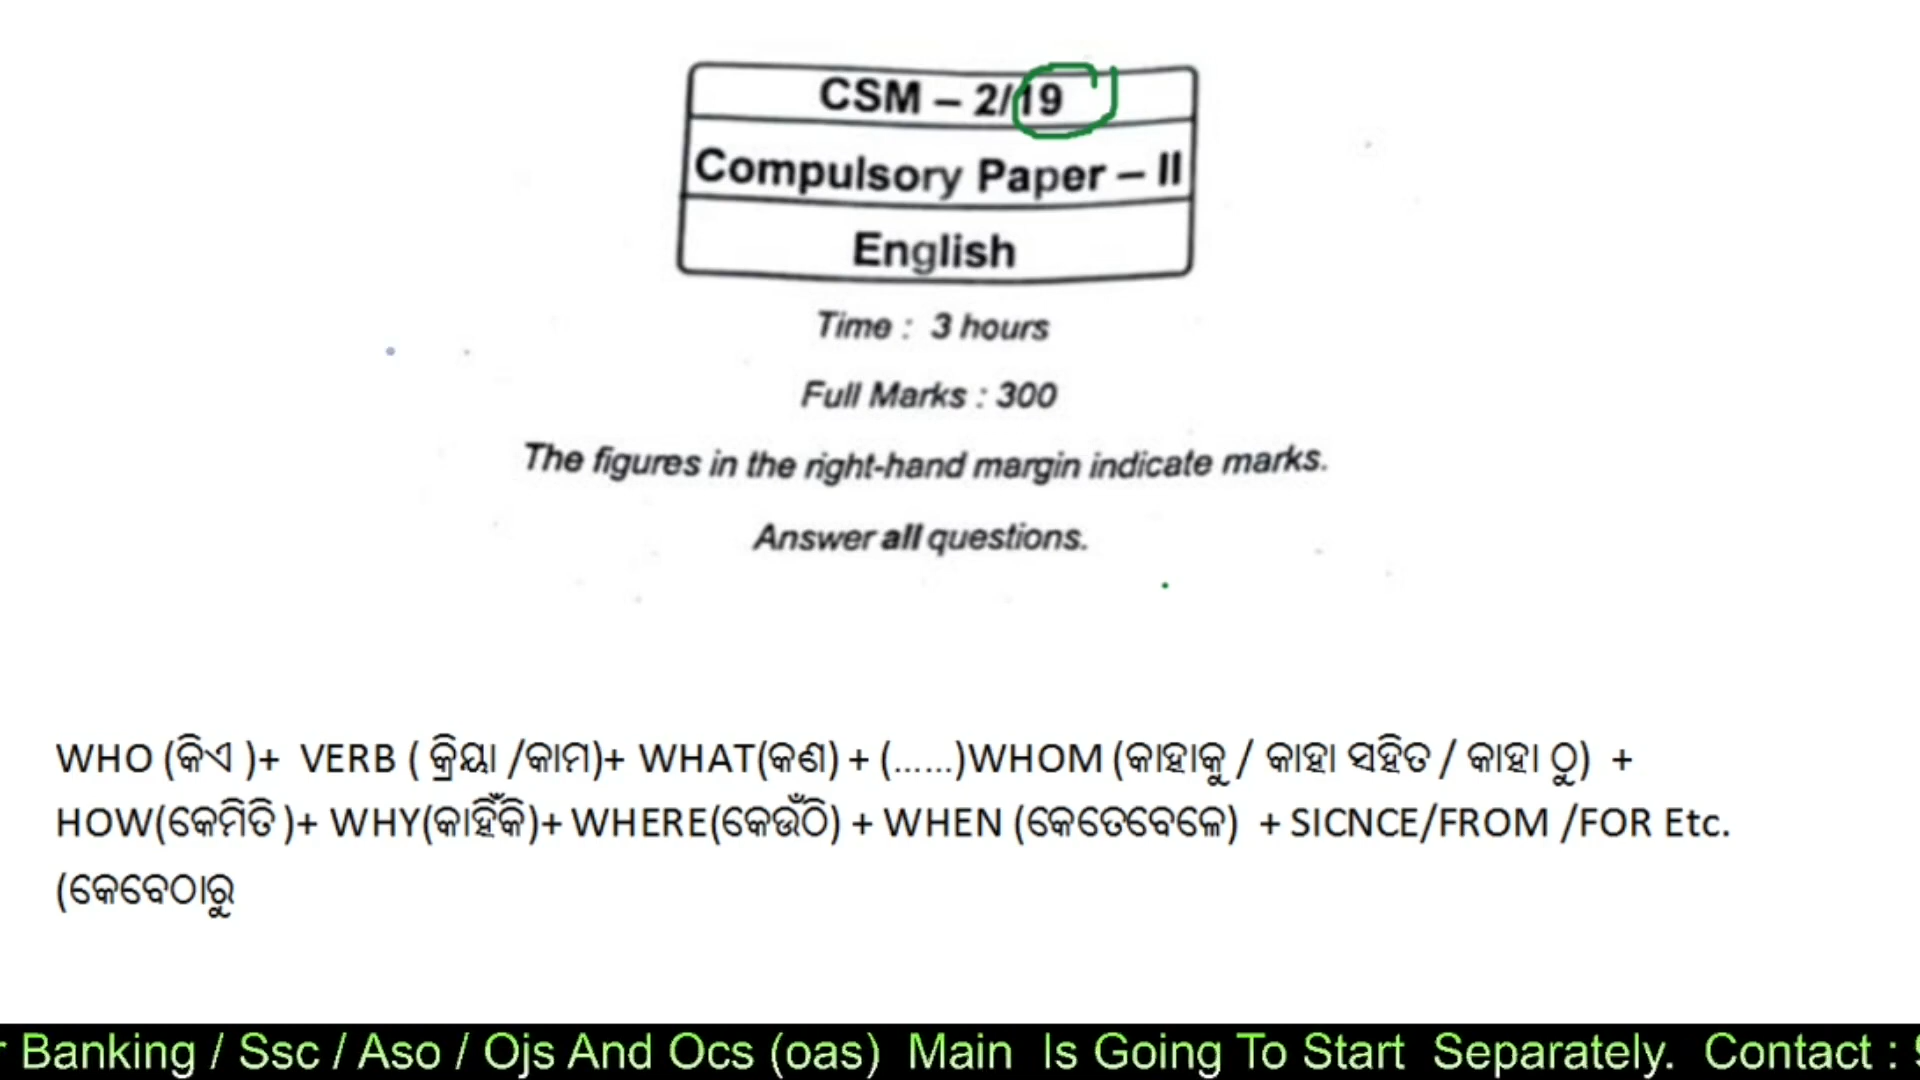 CSM – 2/19
Compulsory Paper – II
English
Time : 3 hours
Full Marks : 300
The figures in the right-hand margin indicate marks.
Answer all questions.
WHO (କିଏ )+ VERB ( କ୍ରିୟା /କାମ)+ WHAT(କଣ) + (......)WHOM (କାହାକୁ / କାହା ସହିତ / କାହା ଠୁ) +
HOW(କେମିତି )+ WHY(କାହିଁକି)+ WHERE(କେଉଁଠି) + WHEN (କେତେବେଳେ) + SICNCE/FROM /FOR Etc.
(କେବେଠାରୁ
Banking / Ssc / Aso / Ojs And Ocs (oas) Main Is Going To Start Separately. Contact :